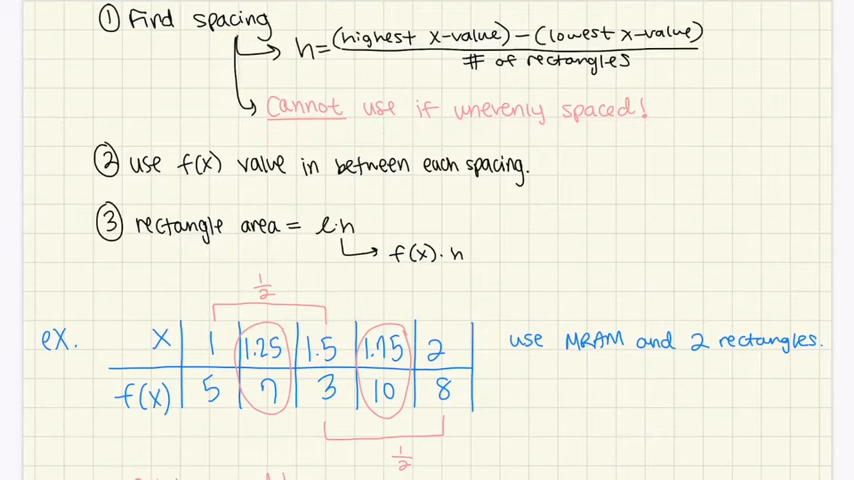 ① Find spacing
h = (highest x-value) - (lowest x-value) / # of rectangles
Cannot use if unevenly spaced!
② use f(x) value in between each spacing.
③ rectangle area = l·h
f(x)·h
1/2
ex. x | 1 | 1.25 | 1.5 | 1.75 | 2 use MRAM and 2 rectangles.
f(x) | 5 | 7 | 3 | 10 | 8
1/2